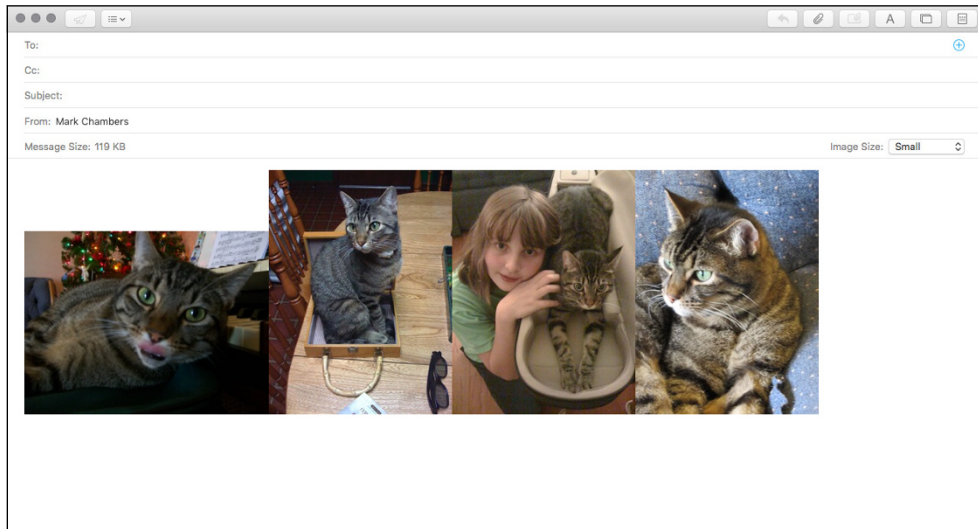 To:
Cc:
Subject:
From: Mark Chambers
Message Size: 119 KB
Image Size: Small
A